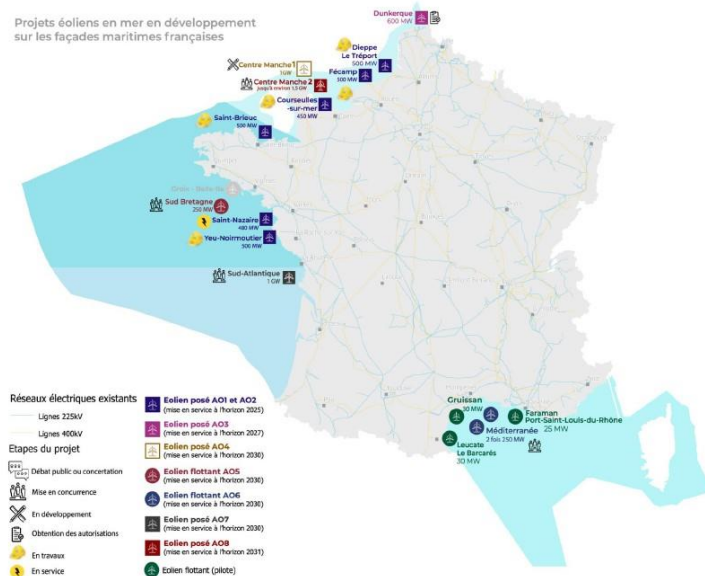 Projets éoliens en mer en développement
sur les façades maritimes françaises
Dunkerque
600 MW
Dieppe
Le Tréport
500 MW
Centre Manche 1
1GW
Fécamp
500 MW
Centre Manche 2
jusqu'à environ 1,5 GW
Courseulles
-sur-mer
450 MW
Saint-Brieuc
500 MW
Sud Bretagne
250 MW
Saint-Nazaire
480 MW
Yeu-Noirmoutier
500 MW
Sud-Atlantique
1 GW
Gruissan
30 MW
Faraman
Port-Saint-Louis-du-Rhône
25 MW
Méditerranée
2 fois 250 MW
Leucate
Le Barcarès
30 MW
Réseaux électriques existants
Lignes 225kV
Lignes 400kV
Etapes du projet
Débat public ou concertation
Mise en concurrence
En développement
Obtention des autorisations
En travaux
En service
Eolien posé AO1 et AO2
(mise en service à l'horizon 2025)
Eolien posé AO3
(mise en service à l'horizon 2027)
Eolien posé AO4
(mise en service à l'horizon 2030)
Eolien flottant AO5
(mise en service à l'horizon 2030)
Eolien flottant AO6
(mise en service à l'horizon 2030)
Eolien posé AO7
(mise en service à l'horizon 2030)
Eolien posé AO8
(mise en service à l'horizon 2031)
Eolien flottant (pilote)